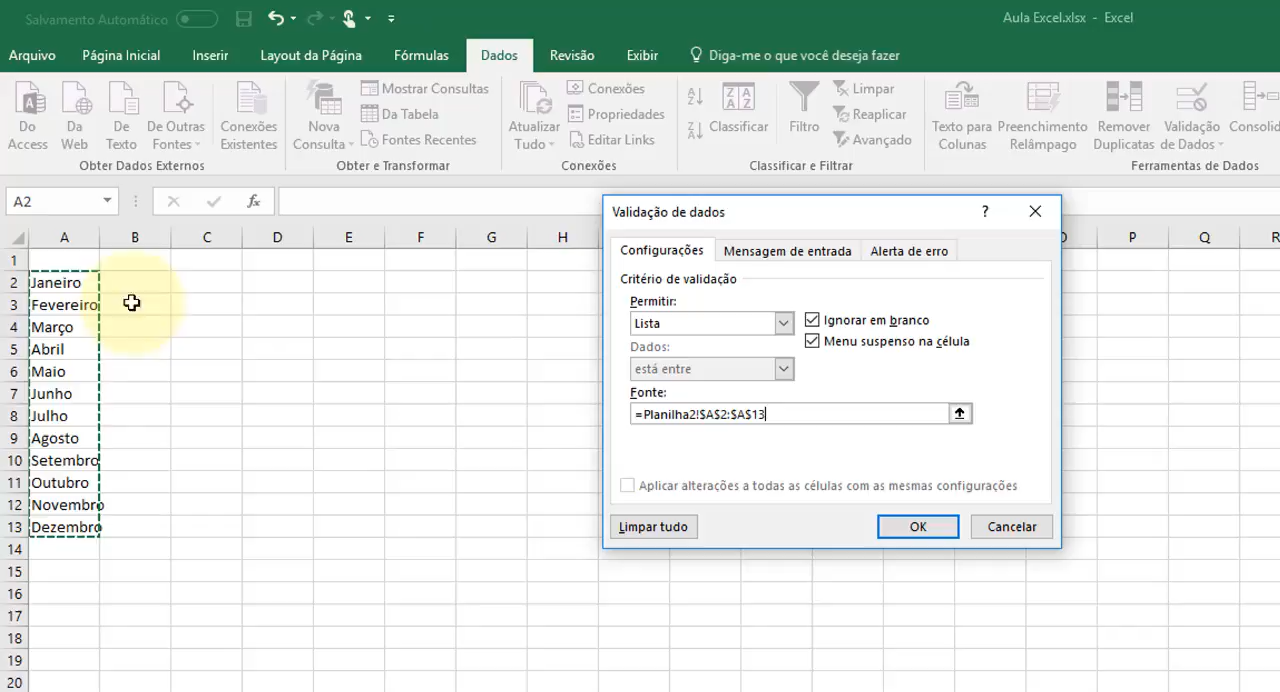 Salvamento Automático
Aula Excel.xlsx - Excel
Arquivo Página Inicial Inserir Layout da Página Fórmulas Dados Revisão Exibir Diga-me o que você deseja fazer
Do Access
Da Web
De Texto
De Outras Fontes
Conexões Existentes
Obter Dados Externos
Nova Consulta
Mostrar Consultas
Da Tabela
Fontes Recentes
Obter e Transformar
Atualizar Tudo
Conexões
Propriedades
Editar Links
Conexões
Classificar
Filtro
Limpar
Reaplicar
Avançado
Classificar e Filtrar
Texto para Colunas
Preenchimento Relâmpago
Remover Duplicatas
Validação de Dados
Consolid
Ferramentas de Dados
A2
fx
A B C D E F G H O P Q R
1
2 Janeiro
3 Fevereiro
4 Março
5 Abril
6 Maio
7 Junho
8 Julho
9 Agosto
10 Setembro
11 Outubro
12 Novembro
13 Dezembro
14
15
16
17
18
19
20
Validação de dados
?
Configurações Mensagem de entrada Alerta de erro
Critério de validação
Permitir:
Lista
Ignorar em branco
Menu suspenso na célula
Dados:
está entre
Fonte:
=Planilha2!$A$2:$A$13
Aplicar alterações a todas as células com as mesmas configurações
Limpar tudo OK Cancelar